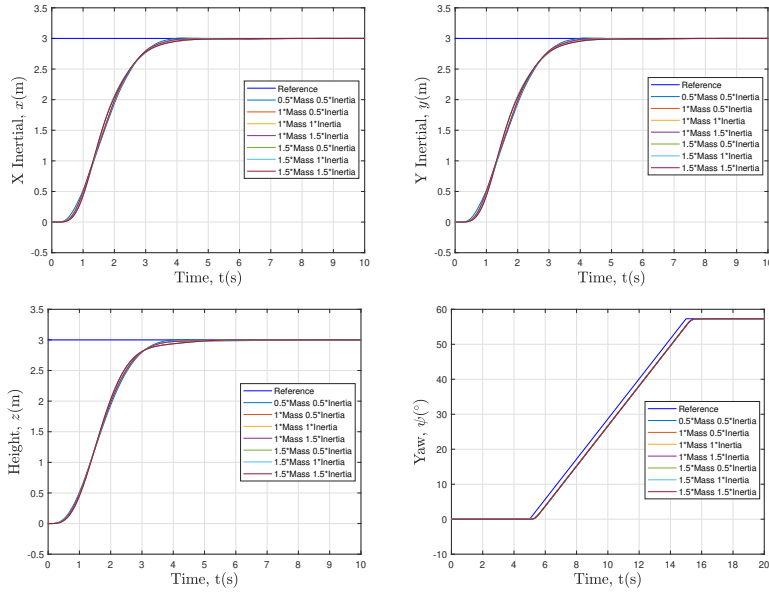 3.5
3
2.5
2
1.5
1
0.5
0
-0.5
X Inertial, x(m)
0 1 2 3 4 5 6 7 8 9 10
Time, t(s)
Reference
0.5*Mass 0.5*Inertia
1*Mass 0.5*Inertia
1*Mass 1*Inertia
1*Mass 1.5*Inertia
1.5*Mass 0.5*Inertia
1.5*Mass 1*Inertia
1.5*Mass 1.5*Inertia
3.5
3
2.5
2
1.5
1
0.5
0
-0.5
Y Inertial, y(m)
0 1 2 3 4 5 6 7 8 9 10
Time, t(s)
Reference
0.5*Mass 0.5*Inertia
1*Mass 0.5*Inertia
1*Mass 1*Inertia
1*Mass 1.5*Inertia
1.5*Mass 0.5*Inertia
1.5*Mass 1*Inertia
1.5*Mass 1.5*Inertia
3.5
3
2.5
2
1.5
1
0.5
0
-0.5
Height, z(m)
0 1 2 3 4 5 6 7 8 9 10
Time, t(s)
Reference
0.5*Mass 0.5*Inertia
1*Mass 0.5*Inertia
1*Mass 1*Inertia
1*Mass 1.5*Inertia
1.5*Mass 0.5*Inertia
1.5*Mass 1*Inertia
1.5*Mass 1.5*Inertia
60
50
40
30
20
10
0
-10
Yaw, ψ(°)
0 2 4 6 8 10 12 14 16 18 20
Time, t(s)
Reference
0.5*Mass 0.5*Inertia
1*Mass 0.5*Inertia
1*Mass 1*Inertia
1*Mass 1.5*Inertia
1.5*Mass 0.5*Inertia
1.5*Mass 1*Inertia
1.5*Mass 1.5*Inertia